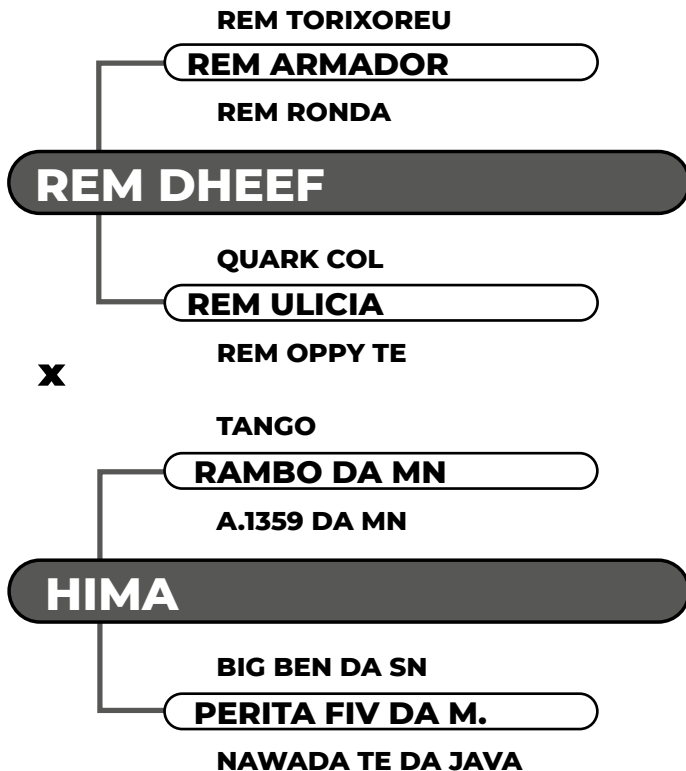 REM TORIXOREU
REM ARMADOR
REM RONDA
REM DHEEF
QUARK COL
REM ULICIA
REM OPPY TE
x
TANGO
RAMBO DA MN
A.1359 DA MN
HIMA
BIG BEN DA SN
PERITA FIV DA M.
NAWADA TE DA JAVA